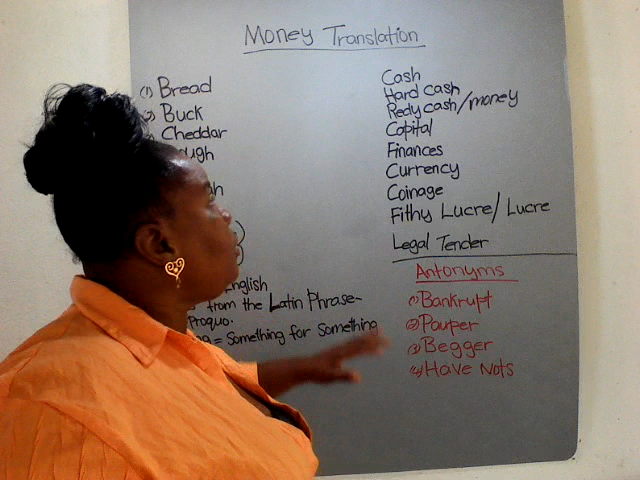 Money Translation
(1) Bread
Buck
Cheddar
ugh
h
English
from the Latin Phrase-
Proquo.
= Something for Something
Cash
Hard cash
Redy cash/money
Capital
Finances
Currency
Coinage
Filthy Lucre/Lucre
Legal Tender
Antonyms
(1) Bankrupt
(2) Pauper
(3) Begger
(4) Have Nots